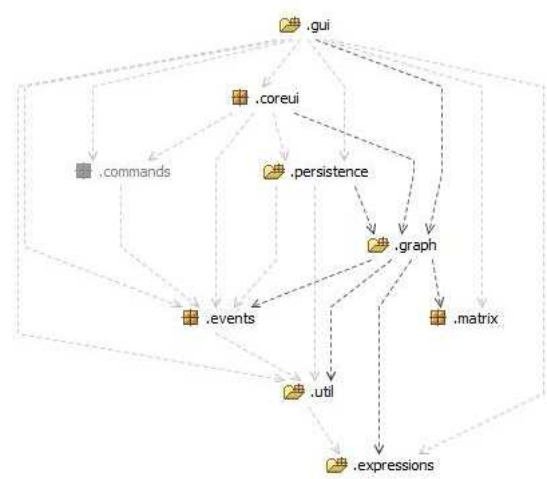 .gui
.coreui
.commands
.persistence
.graph
.events
.matrix
.util
.expressions